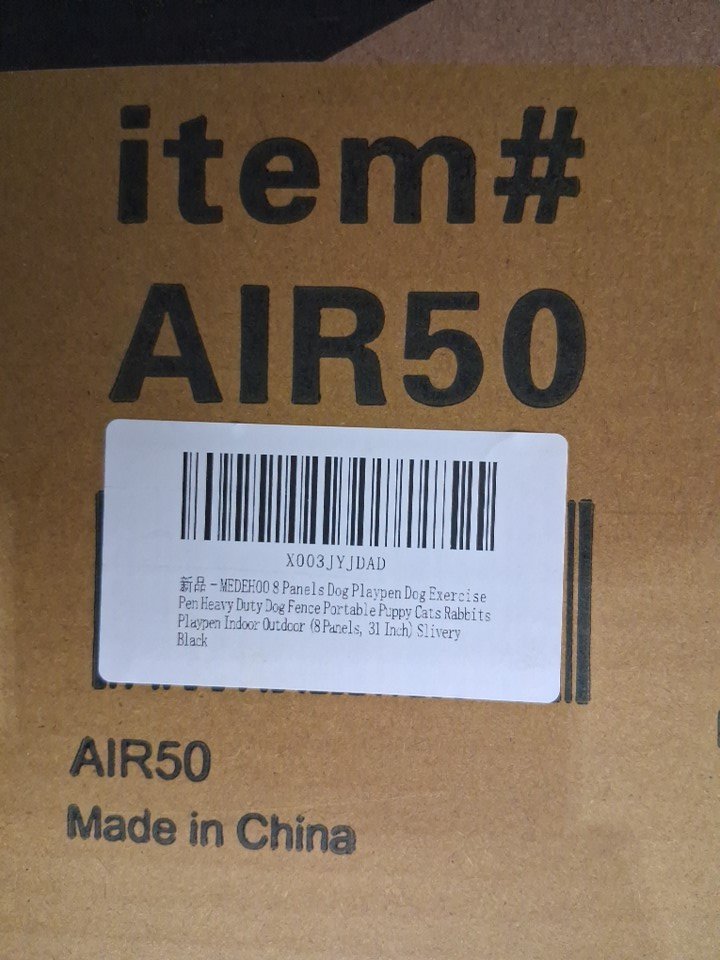 item#
AIR50
X003JYJDAD
新品 - MEDEHOO 8 Panels Dog Playpen Dog Exercise
Pen Heavy Duty Dog Fence Portable Puppy Cats Rabbits
Playpen Indoor Outdoor (8 Panels, 31 Inch) Slivery
Black
AIR50
Made in China